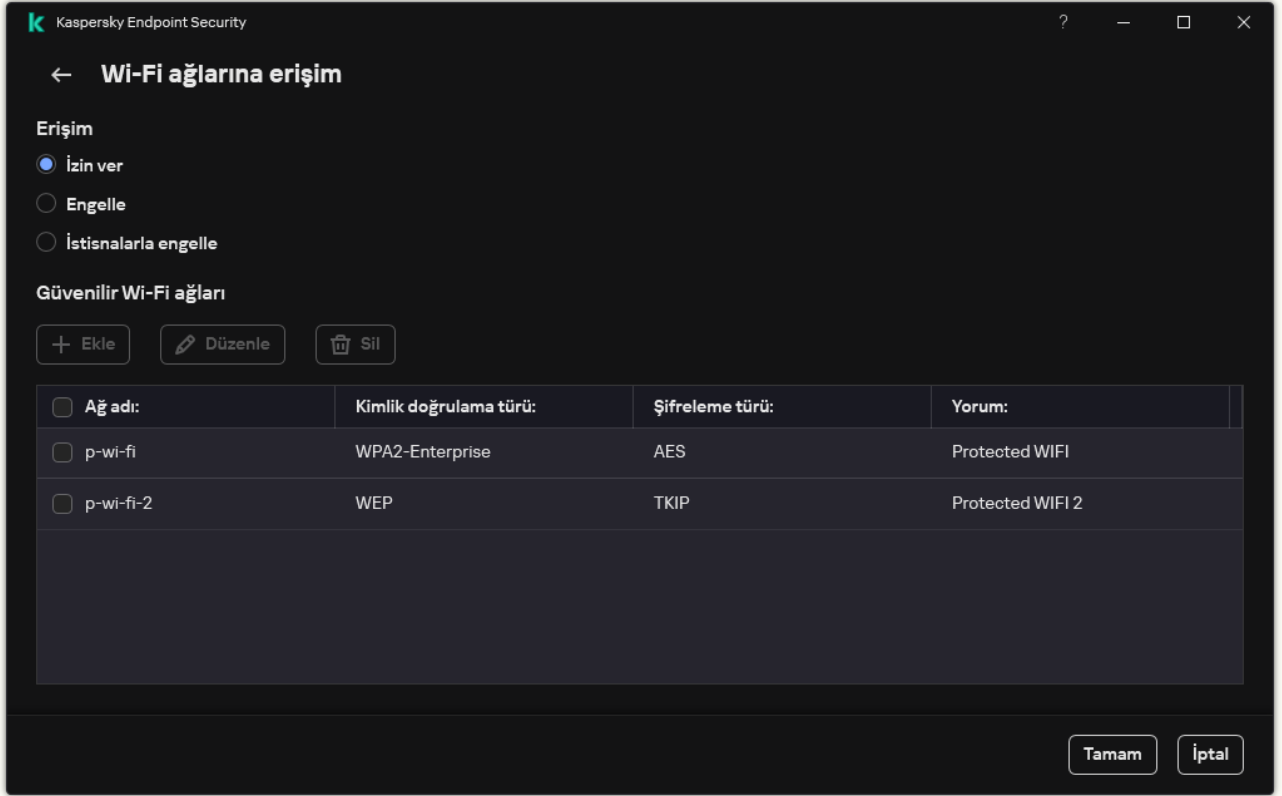 Kaspersky Endpoint Security ?
Wi-Fi ağlarına erişim
Erişim
İzin ver
Engelle
İstisnalarla engelle
Güvenilir Wi-Fi ağları
Ekle Düzenle Sil
Ağ adı: Kimlik doğrulama türü: Şifreleme türü: Yorum:
p-wi-fi WPA2-Enterprise AES Protected WIFI
p-wi-fi-2 WEP TKIP Protected WIFI 2
Tamam İptal